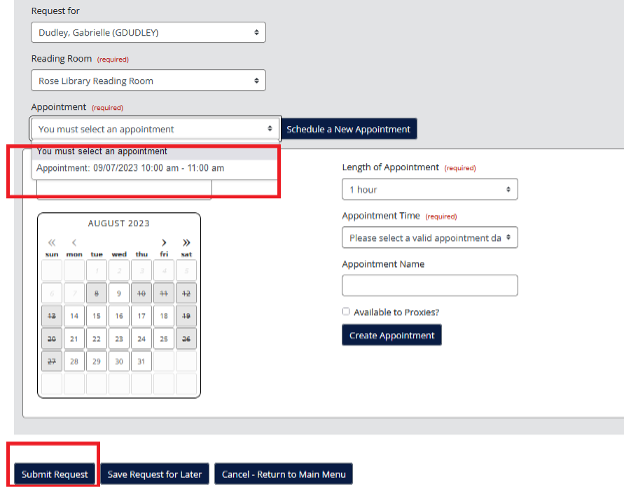 Request for
Dudley, Gabrielle (GDUDLEY)
Reading Room (required)
Rose Library Reading Room
Appointment (required)
You must select an appointment
Schedule a New Appointment
You must select an appointment
Appointment: 09/07/2023 10:00 am - 11:00 am
Length of Appointment (required)
1 hour
AUGUST 2023
« ‹ › »
sun mon tue wed thu fri sat
1 2 3 4 5
6 7 8 9 10 11 12
13 14 15 16 17 18 19
20 21 22 23 24 25 26
27 28 29 30 31
Appointment Time (required)
Please select a valid appointment da
Appointment Name
Available to Proxies?
Create Appointment
Submit Request
Save Request for Later
Cancel - Return to Main Menu